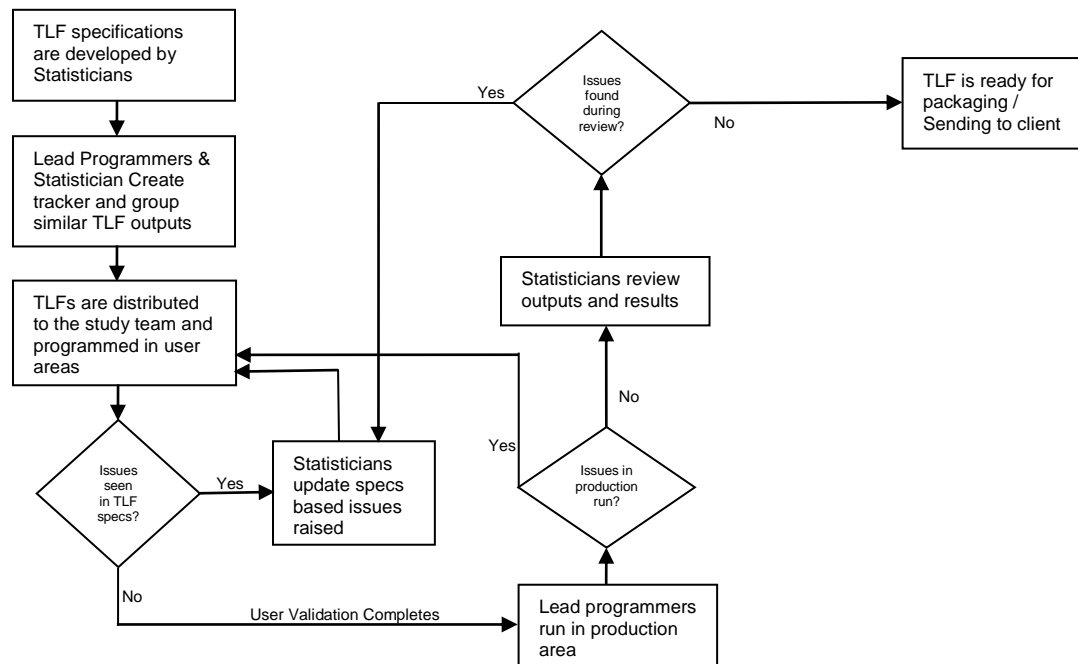 TLF specifications
are developed by
Statisticians
Lead Programmers &
Statistician Create
tracker and group
similar TLF outputs
TLFs are distributed
to the study team and
programmed in user
areas
Issues
seen
in TLF
specs?
Yes
Statisticians
update specs
based issues
raised
No
User Validation Completes
Lead programmers
run in production
area
Issues in
production
run?
Yes
No
Statisticians review
outputs and results
Issues
found
during
review?
Yes
No
TLF is ready for
packaging /
Sending to client